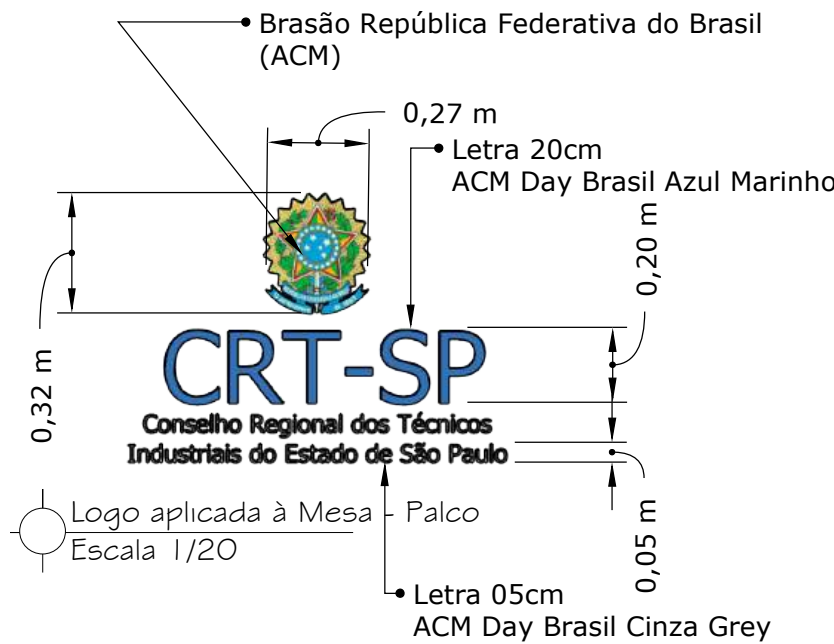 Brasão República Federativa do Brasil
(ACM)
0,27 m
Letra 20cm
ACM Day Brasil Azul Marinho
0,20 m
0,32 m
CRT-SP
Conselho Regional dos Técnicos
Industriais do Estado de São Paulo
0,05 m
Logo aplicada à Mesa - Palco
Escala 1/20
Letra 05cm
ACM Day Brasil Cinza Grey